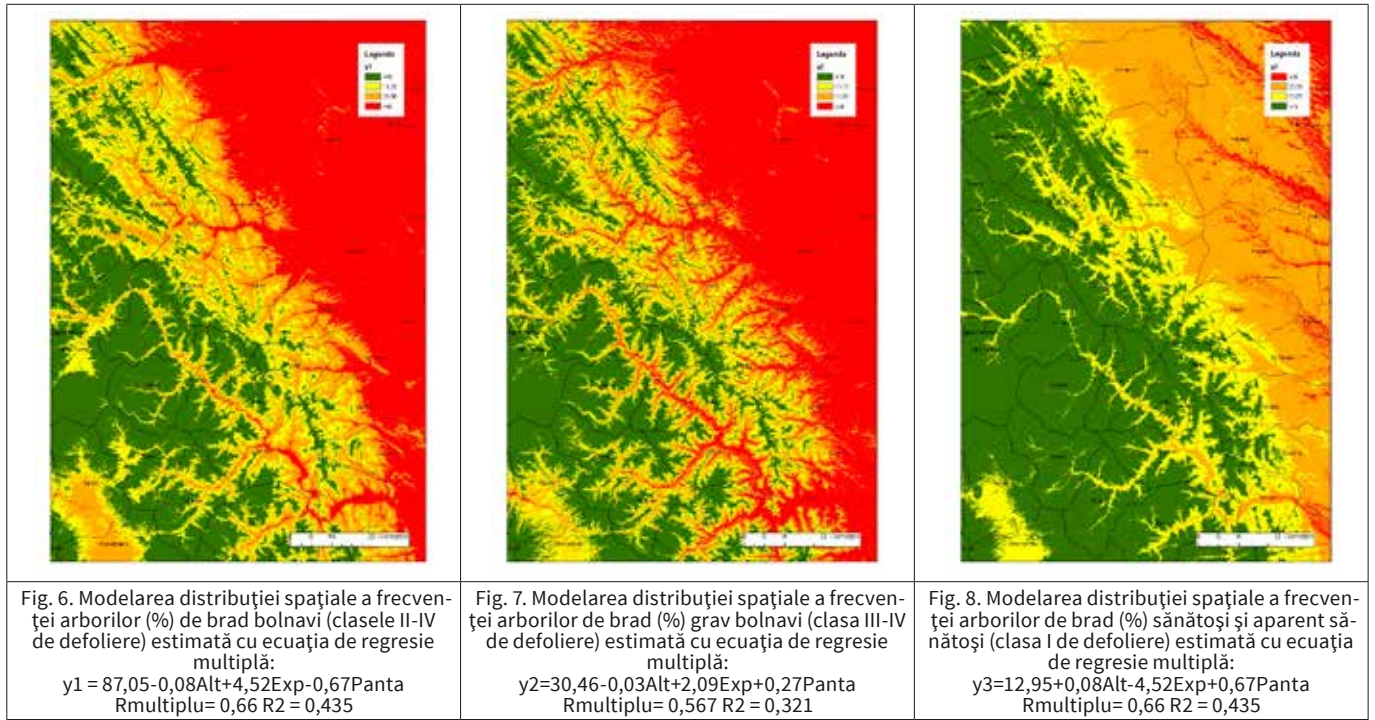 Legenda
y1
Legenda
Legenda
Fig. 6. Modelarea distribuţiei spaţiale a frecven-
ţei arborilor (%) de brad bolnavi (clasele II-IV
de defoliere) estimată cu ecuaţia de regresie
multiplă:
y1 = 87,05-0,08Alt+4,52Exp-0,67Panta
Rmultiplu= 0,66 R2 = 0,435
Fig. 7. Modelarea distribuţiei spaţiale a frecven-
ţei arborilor de brad (%) grav bolnavi (clasa III-IV
de defoliere) estimată cu ecuaţia de regresie
multiplă:
y2=30,46-0,03Alt+2,09Exp+0,27Panta
Rmultiplu= 0,567 R2 = 0,321
Fig. 8. Modelarea distribuţiei spaţiale a frecven-
ţei arborilor de brad (%) sănătoşi şi aparent să-
nătoşi (clasa I de defoliere) estimată cu ecuaţia
de regresie multiplă:
y3=12,95+0,08Alt-4,52Exp+0,67Panta
Rmultiplu= 0,66 R2 = 0,435